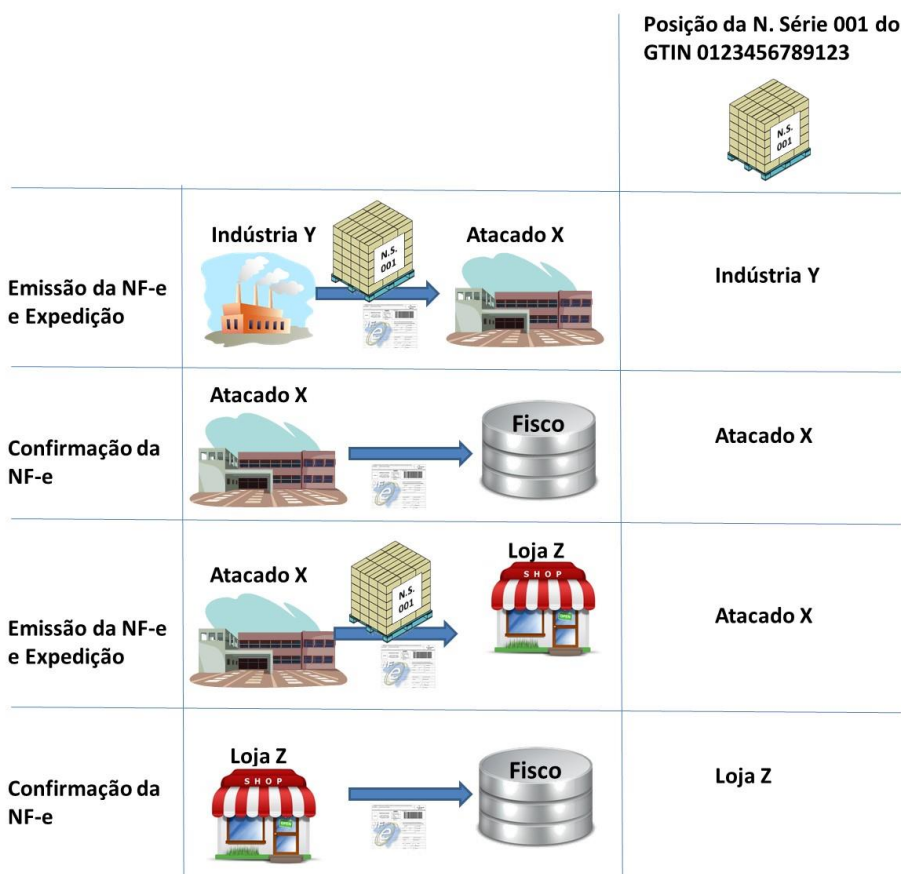 Posição da N. Série 001 do
GTIN 0123456789123
N.S.
001
Emissão da NF-e
e Expedição
Indústria Y
N.S.
001
Atacado X
Indústria Y
Confirmação da
NF-e
Atacado X
Fisco
Atacado X
Emissão da NF-e
e Expedição
Atacado X
N.S.
001
Loja Z
SHOP
Atacado X
Confirmação da
NF-e
Loja Z
SHOP
Fisco
Loja Z